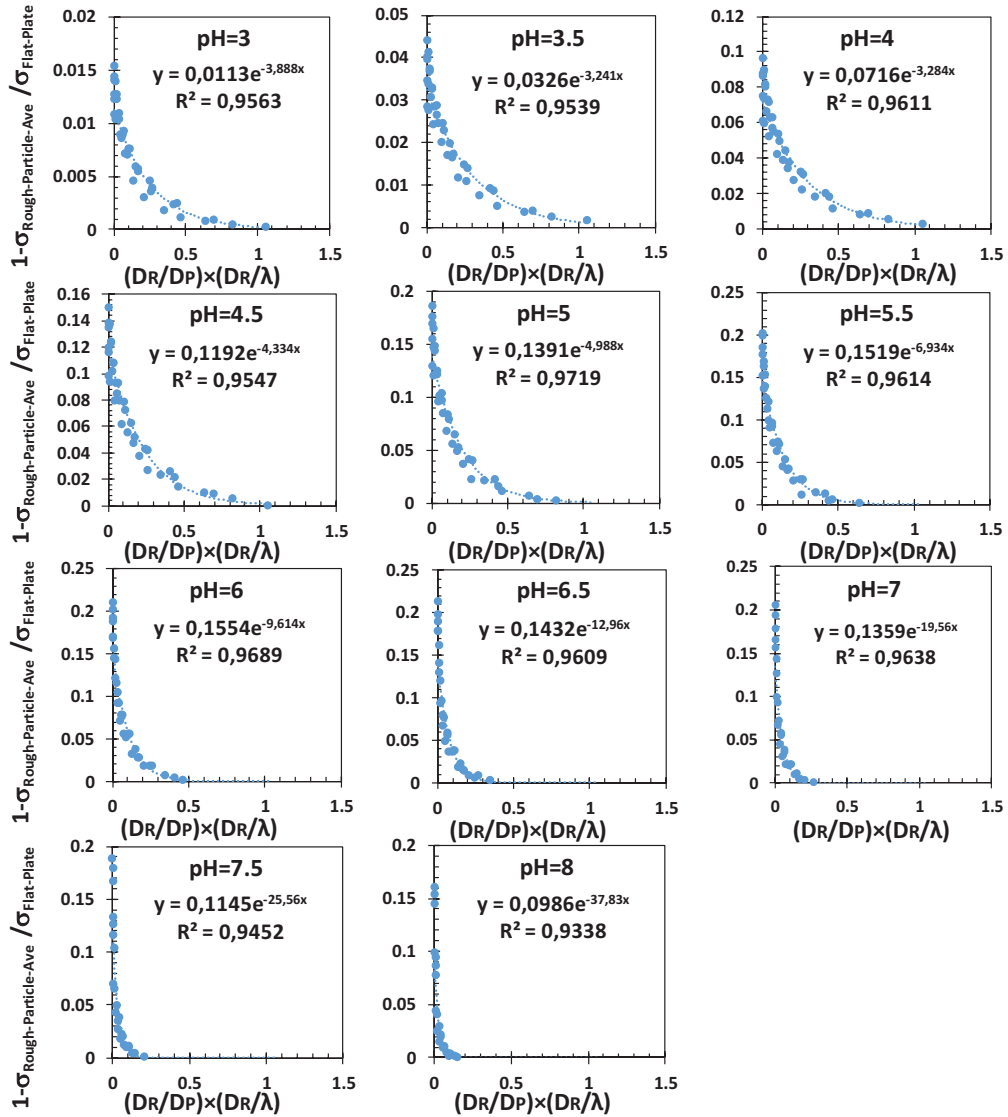 1-σRough-Particle-Ave /σFlat-Plate
0.02
0.015
0.01
0.005
0
pH=3
y = 0,0113e-3,888x
R² = 0,9563
0 0.5 1 1.5
(DR/DP)×(DR/λ)
0.05
0.04
0.03
0.02
0.01
0
pH=3.5
y = 0,0326e-3,241x
R² = 0,9539
0 0.5 1 1.5
(DR/DP)×(DR/λ)
0.12
0.1
0.08
0.06
0.04
0.02
0
pH=4
y = 0,0716e-3,284x
R² = 0,9611
0 0.5 1 1.5
(DR/DP)×(DR/λ)
1-σRough-Particle-Ave /σFlat-Plate
0.16
0.14
0.12
0.1
0.08
0.06
0.04
0.02
0
pH=4.5
y = 0,1192e-4,334x
R² = 0,9547
0 0.5 1 1.5
(DR/DP)×(DR/λ)
0.2
0.15
0.1
0.05
0
pH=5
y = 0,1391e-4,988x
R² = 0,9719
0 0.5 1 1.5
(DR/DP)×(DR/λ)
0.25
0.2
0.15
0.1
0.05
0
pH=5.5
y = 0,1519e-6,934x
R² = 0,9614
0 0.5 1 1.5
(DR/DP)×(DR/λ)
1-σRough-Particle-Ave /σFlat-Plate
0.25
0.2
0.15
0.1
0.05
0
pH=6
y = 0,1554e-9,614x
R² = 0,9689
0 0.5 1 1.5
(DR/DP)×(DR/λ)
0.25
0.2
0.15
0.1
0.05
0
pH=6.5
y = 0,1432e-12,96x
R² = 0,9609
0 0.5 1 1.5
(DR/DP)×(DR/λ)
0.25
0.2
0.15
0.1
0.05
0
pH=7
y = 0,1359e-19,56x
R² = 0,9638
0 0.5 1 1.5
(DR/DP)×(DR/λ)
1-σRough-Particle-Ave /σFlat-Plate
0.2
0.15
0.1
0.05
0
pH=7.5
y = 0,1145e-25,56x
R² = 0,9452
0 0.5 1 1.5
(DR/DP)×(DR/λ)
0.2
0.15
0.1
0.05
0
pH=8
y = 0,0986e-37,83x
R² = 0,9338
0 0.5 1 1.5
(DR/DP)×(DR/λ)